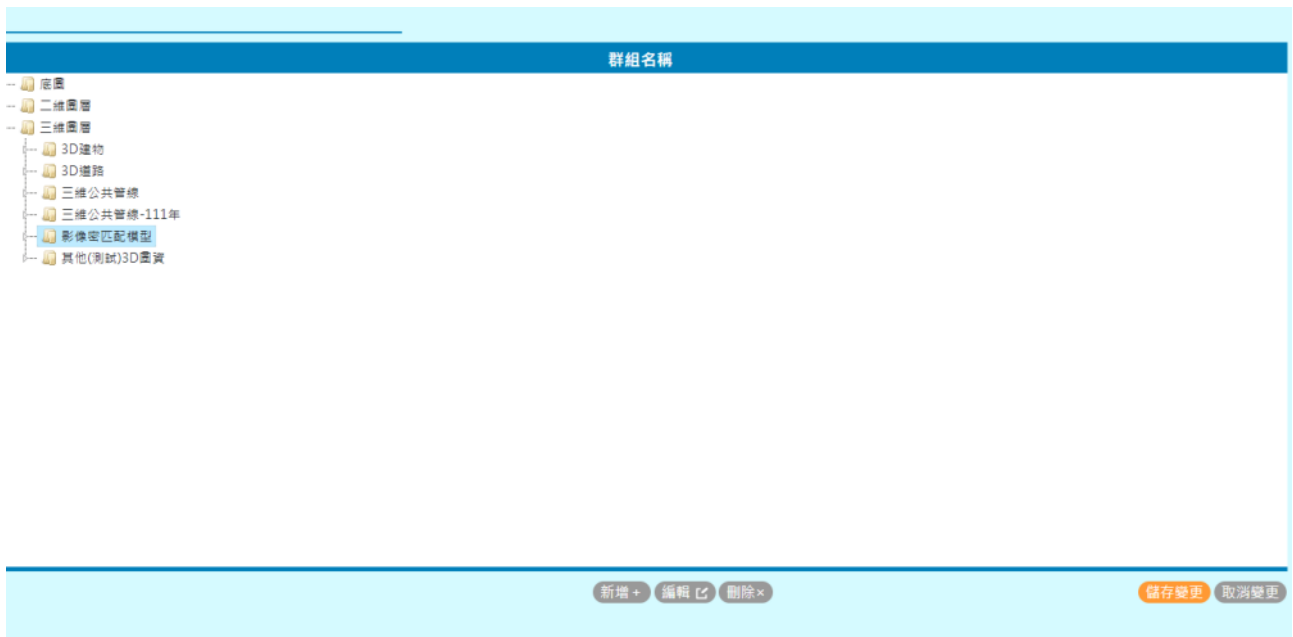 群組名稱
底圖
二維圖層
三維圖層
3D建物
3D道路
三維公共管線
三維公共管線-111年
影像密匹配模型
其他(測試)3D圖資
新增+ 編輯 刪除× 儲存變更 取消變更